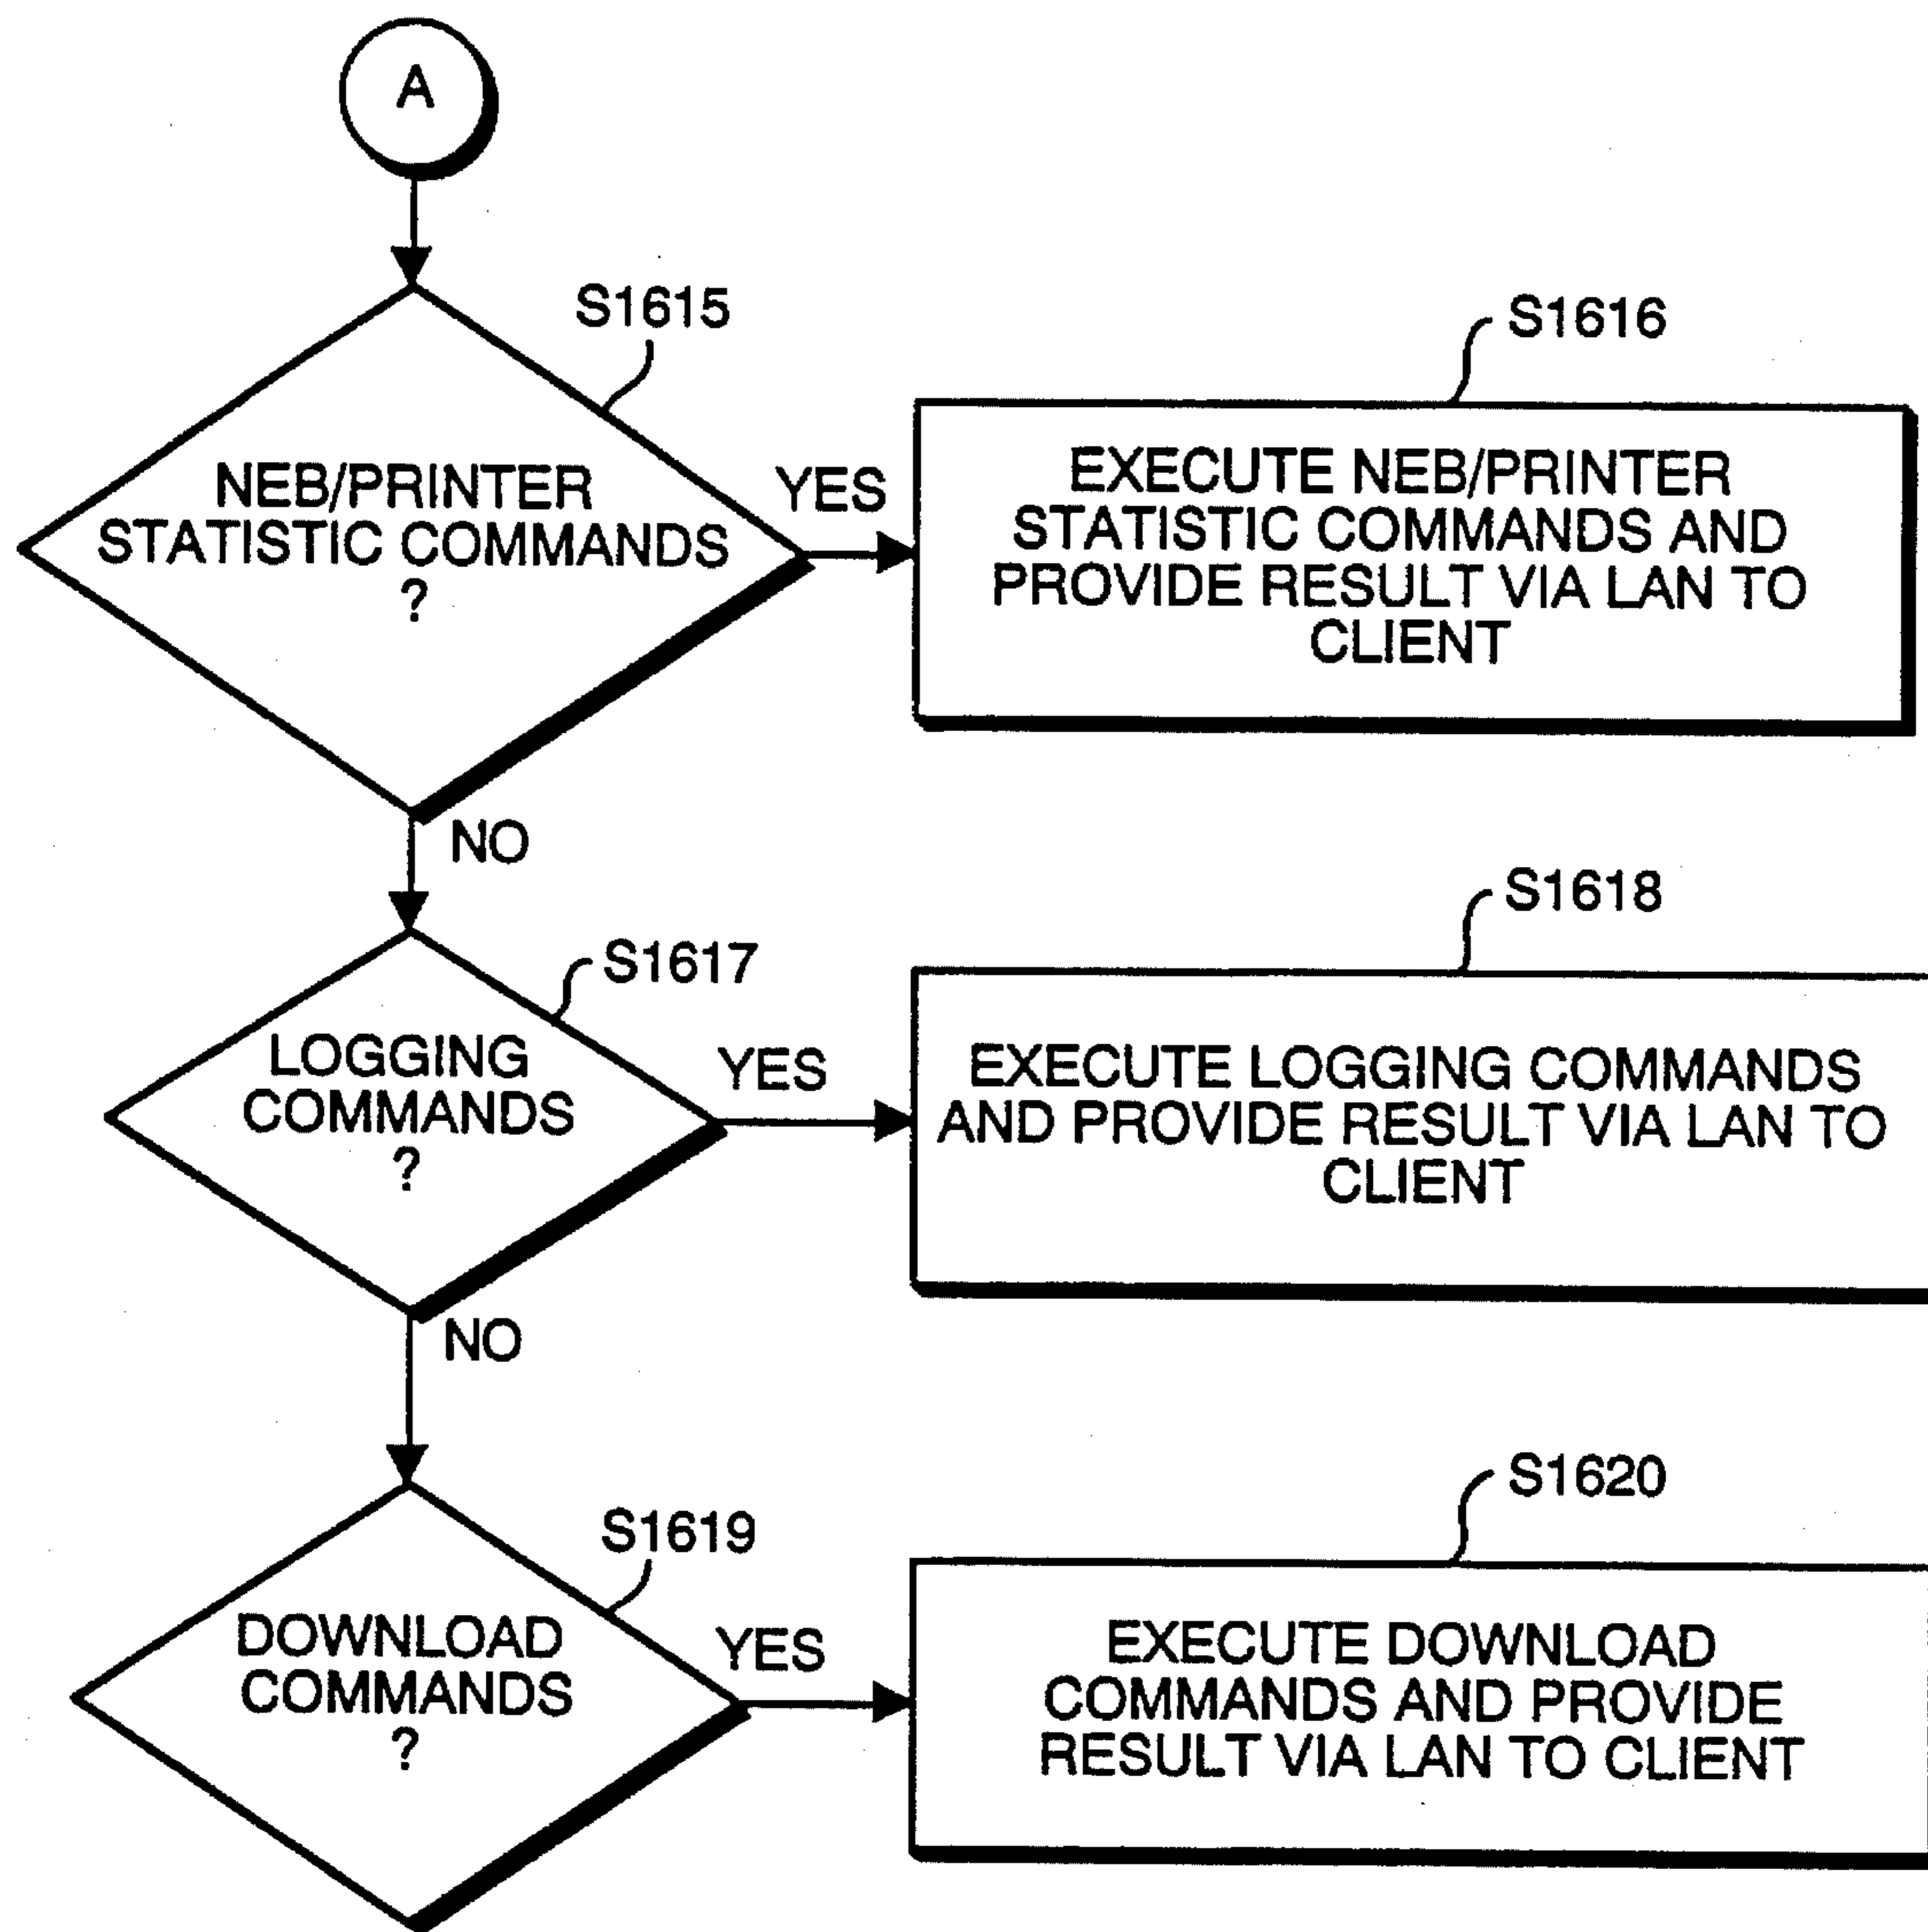 A
S1615
NEB/PRINTER
STATISTIC COMMANDS
?
YES
S1616
EXECUTE NEB/PRINTER
STATISTIC COMMANDS AND
PROVIDE RESULT VIA LAN TO
CLIENT
NO
S1617
LOGGING
COMMANDS
?
YES
S1618
EXECUTE LOGGING COMMANDS
AND PROVIDE RESULT VIA LAN TO
CLIENT
NO
S1619
DOWNLOAD
COMMANDS
?
YES
S1620
EXECUTE DOWNLOAD
COMMANDS AND PROVIDE
RESULT VIA LAN TO CLIENT